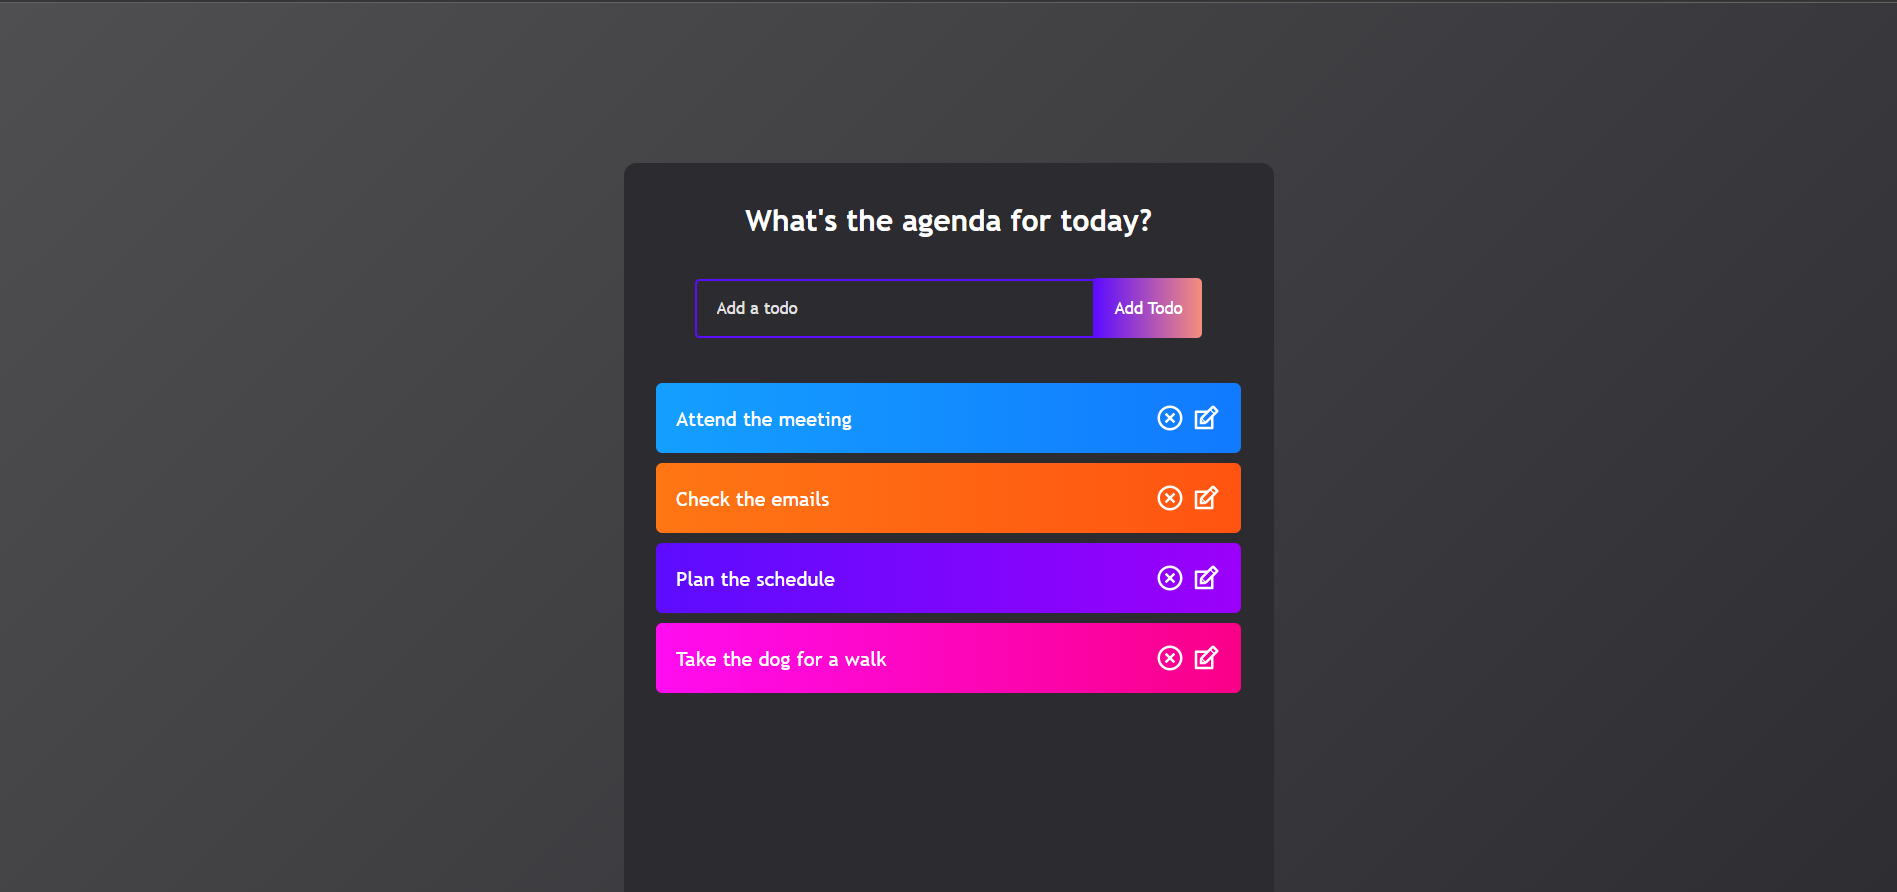 What's the agenda for today?
Add a todo
Add Todo
Attend the meeting
Check the emails
Plan the schedule
Take the dog for a walk